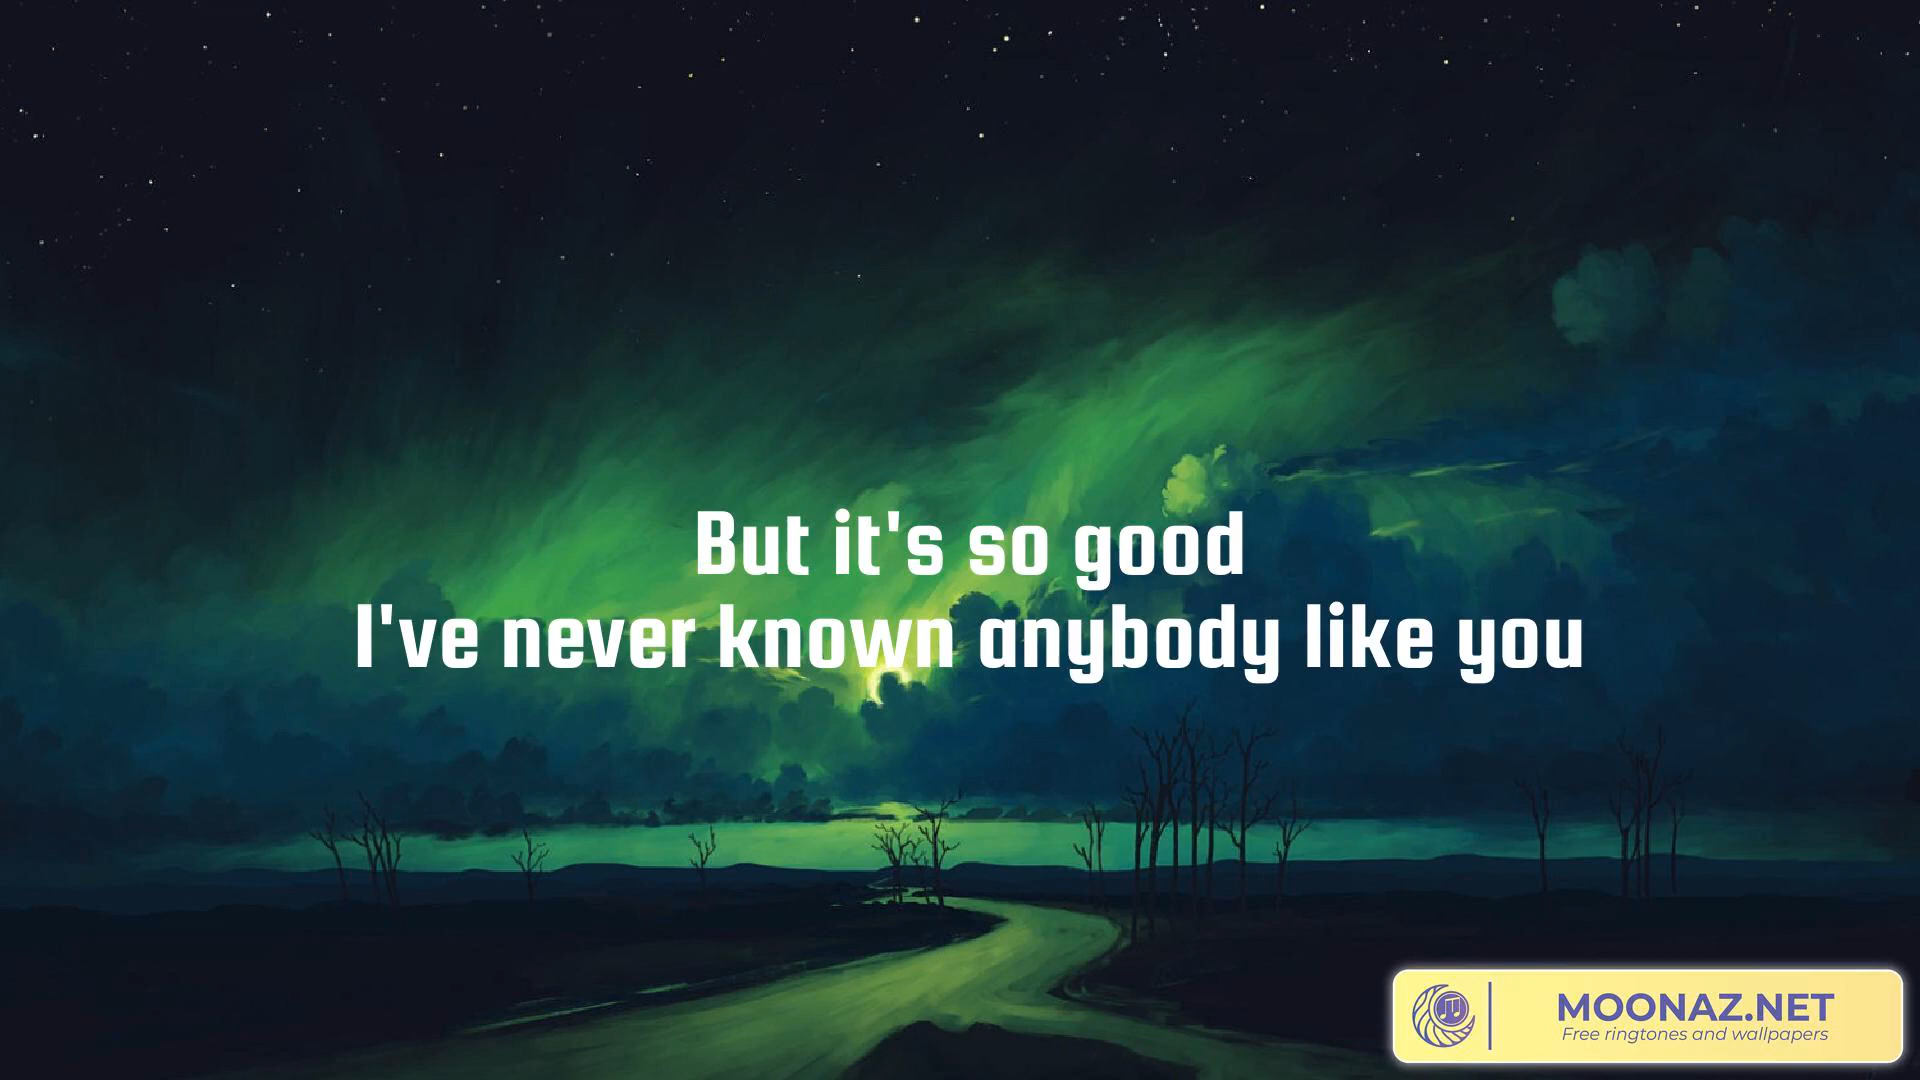 But it's so good
I've never known anybody like you
MOONAZ.NET
Free ringtones and wallpapers